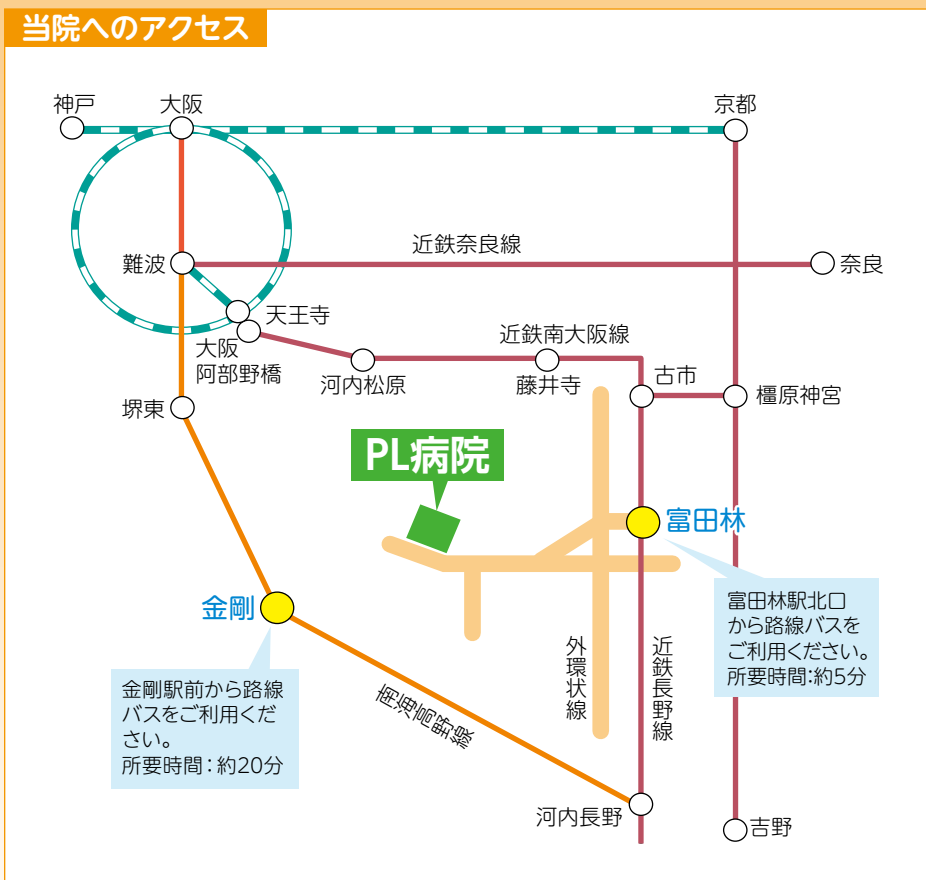 当院へのアクセス
神戸
大阪
京都
近鉄奈良線
難波
奈良
天王寺
大阪
阿部野橋
近鉄南大阪線
河内松原
藤井寺
古市
橿原神宮
堺東
PL病院
富田林
金剛
富田林駅北口
から路線バスを
ご利用ください。
所要時間:約5分
外環状線
近鉄長野線
金剛駅前から路線
バスをご利用くだ
さい。
所要時間：約20分
南海高野線
河内長野
吉野